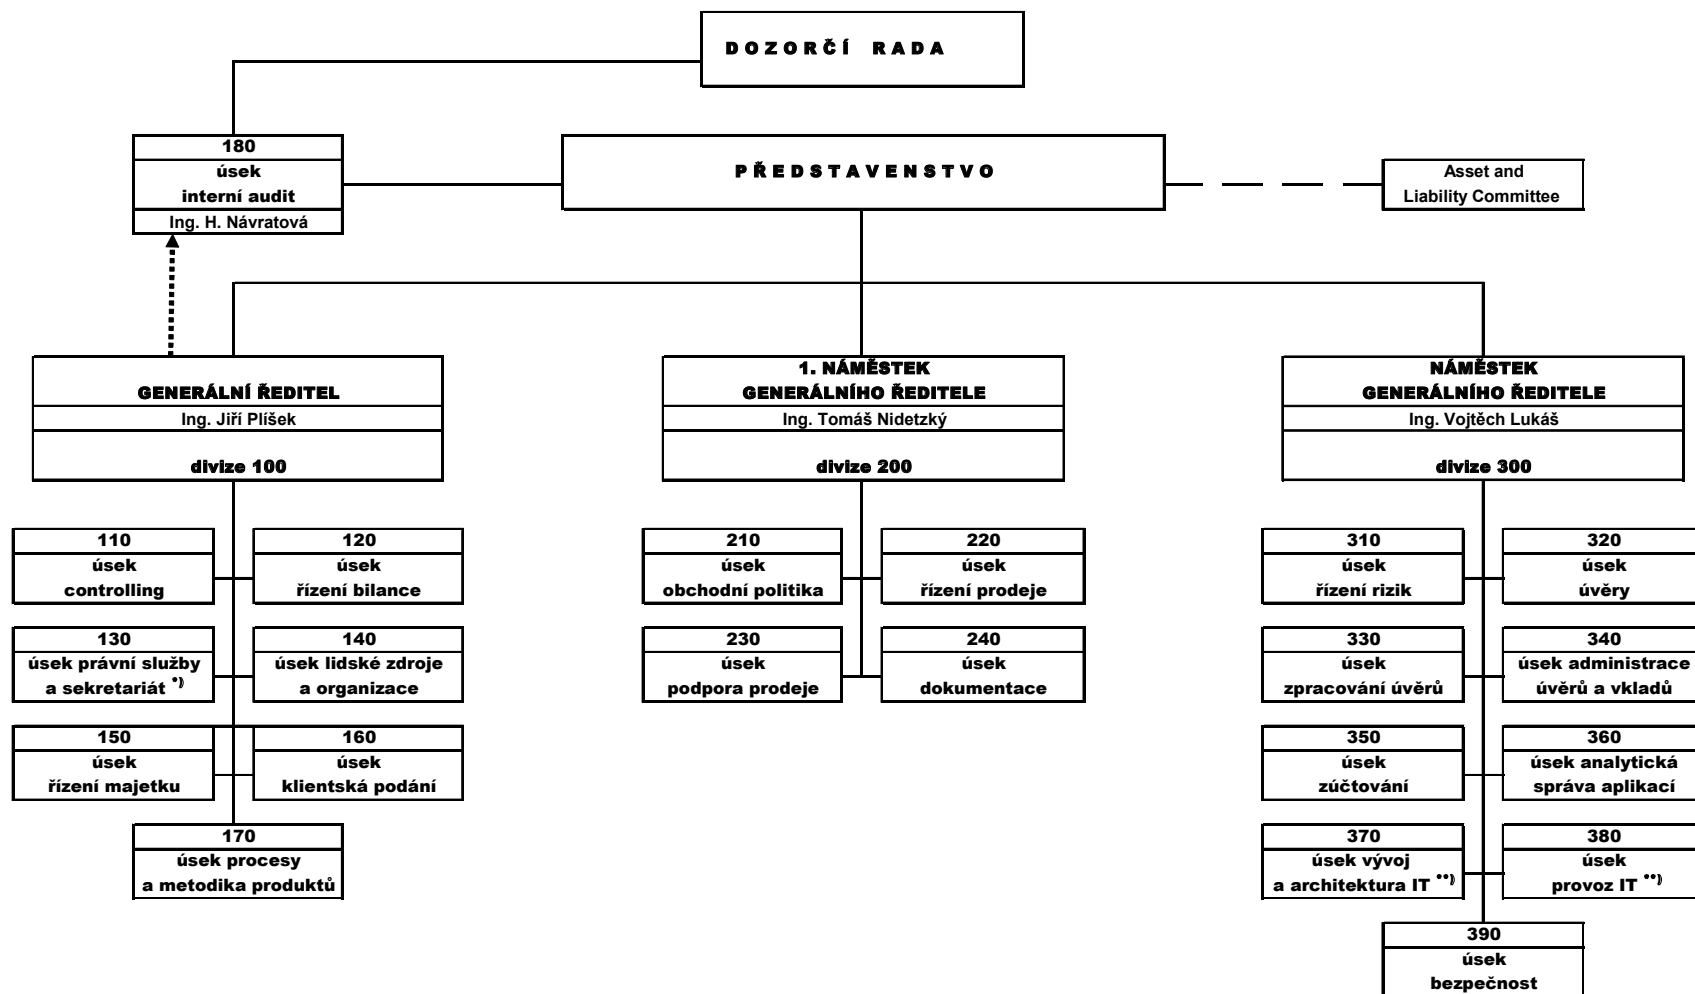 DOZORČÍ RADA
180
úsek
interní audit
Ing. H. Návratová
PŘEDSTAVENSTVO
Asset and
Liability Committee
GENERÁLNÍ ŘEDITEL
Ing. Jiří Plíšek
divize 100
1. NÁMĚSTEK
GENERÁLNÍHO ŘEDITELE
Ing. Tomáš Nidetzký
divize 200
NÁMĚSTEK
GENERÁLNÍHO ŘEDITELE
Ing. Vojtěch Lukáš
divize 300
110
úsek
controlling
120
úsek
řízení bilance
210
úsek
obchodní politika
220
úsek
řízení prodeje
310
úsek
řízení rizik
320
úsek
úvěry
130
úsek právní služby
a sekretariát *)
140
úsek lidské zdroje
a organizace
230
úsek
podpora prodeje
240
úsek
dokumentace
330
úsek
zpracování úvěrů
340
úsek administrace
úvěrů a vkladů
150
úsek
řízení majetku
160
úsek
klientská podání
350
úsek
zúčtování
360
úsek analytická
správa aplikací
170
úsek procesy
a metodika produktů
370
úsek vývoj
a architektura IT **)
380
úsek
provoz IT **)
390
úsek
bezpečnost